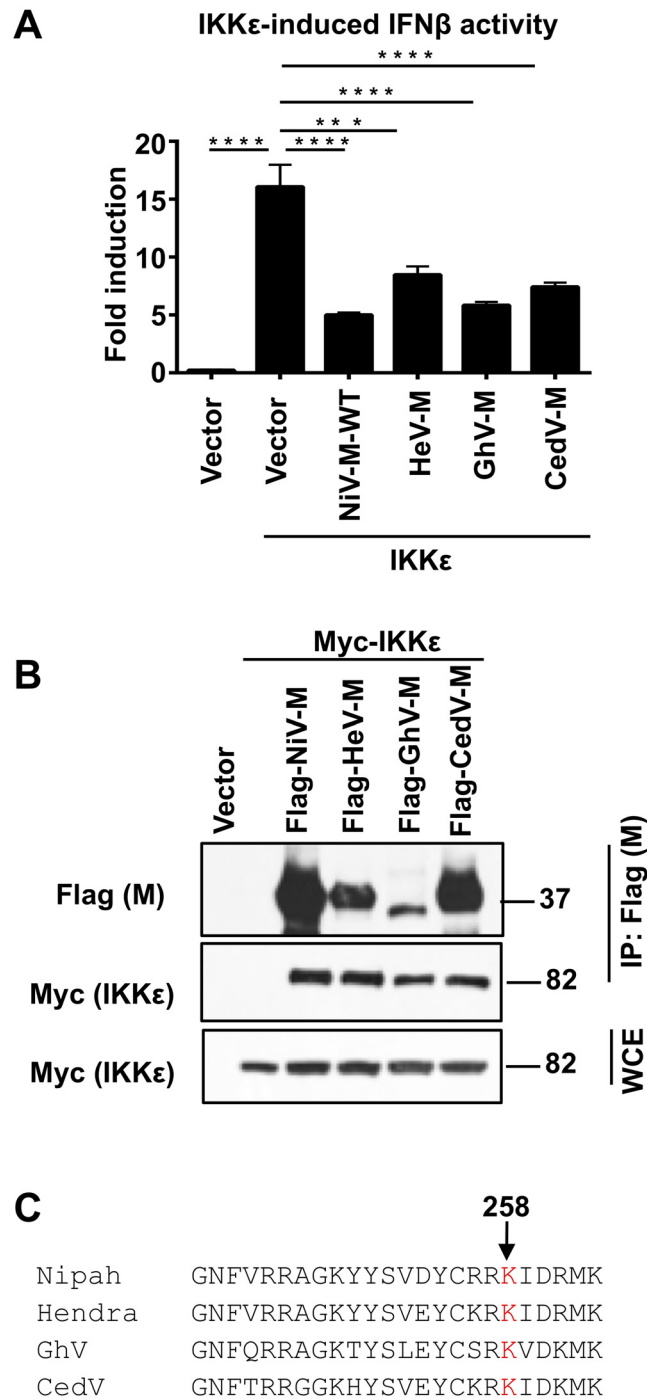 A
IKKε-induced IFNβ activity
****
****
** *
**** ****
Fold induction
20
15
10
5
0
Vector
Vector
NiV-M-WT
HeV-M
GhV-M
CedV-M
IKKε
B
Myc-IKKε
Vector
Flag-NiV-M
Flag-HeV-M
Flag-GhV-M
Flag-CedV-M
Flag (M)
37
Myc (IKKε)
82
IP: Flag (M)
Myc (IKKε)
82
WCE
C
258
Nipah GNFVRRAGKYYSVDYCRRKIDRMK
Hendra GNFVRRAGKYYSVEYCKRKIDRMK
GhV GNFQRRAGKTYSLEYCSRKVDKMK
CedV GNFTRRGGKHYSVEYCKRKIDKMK